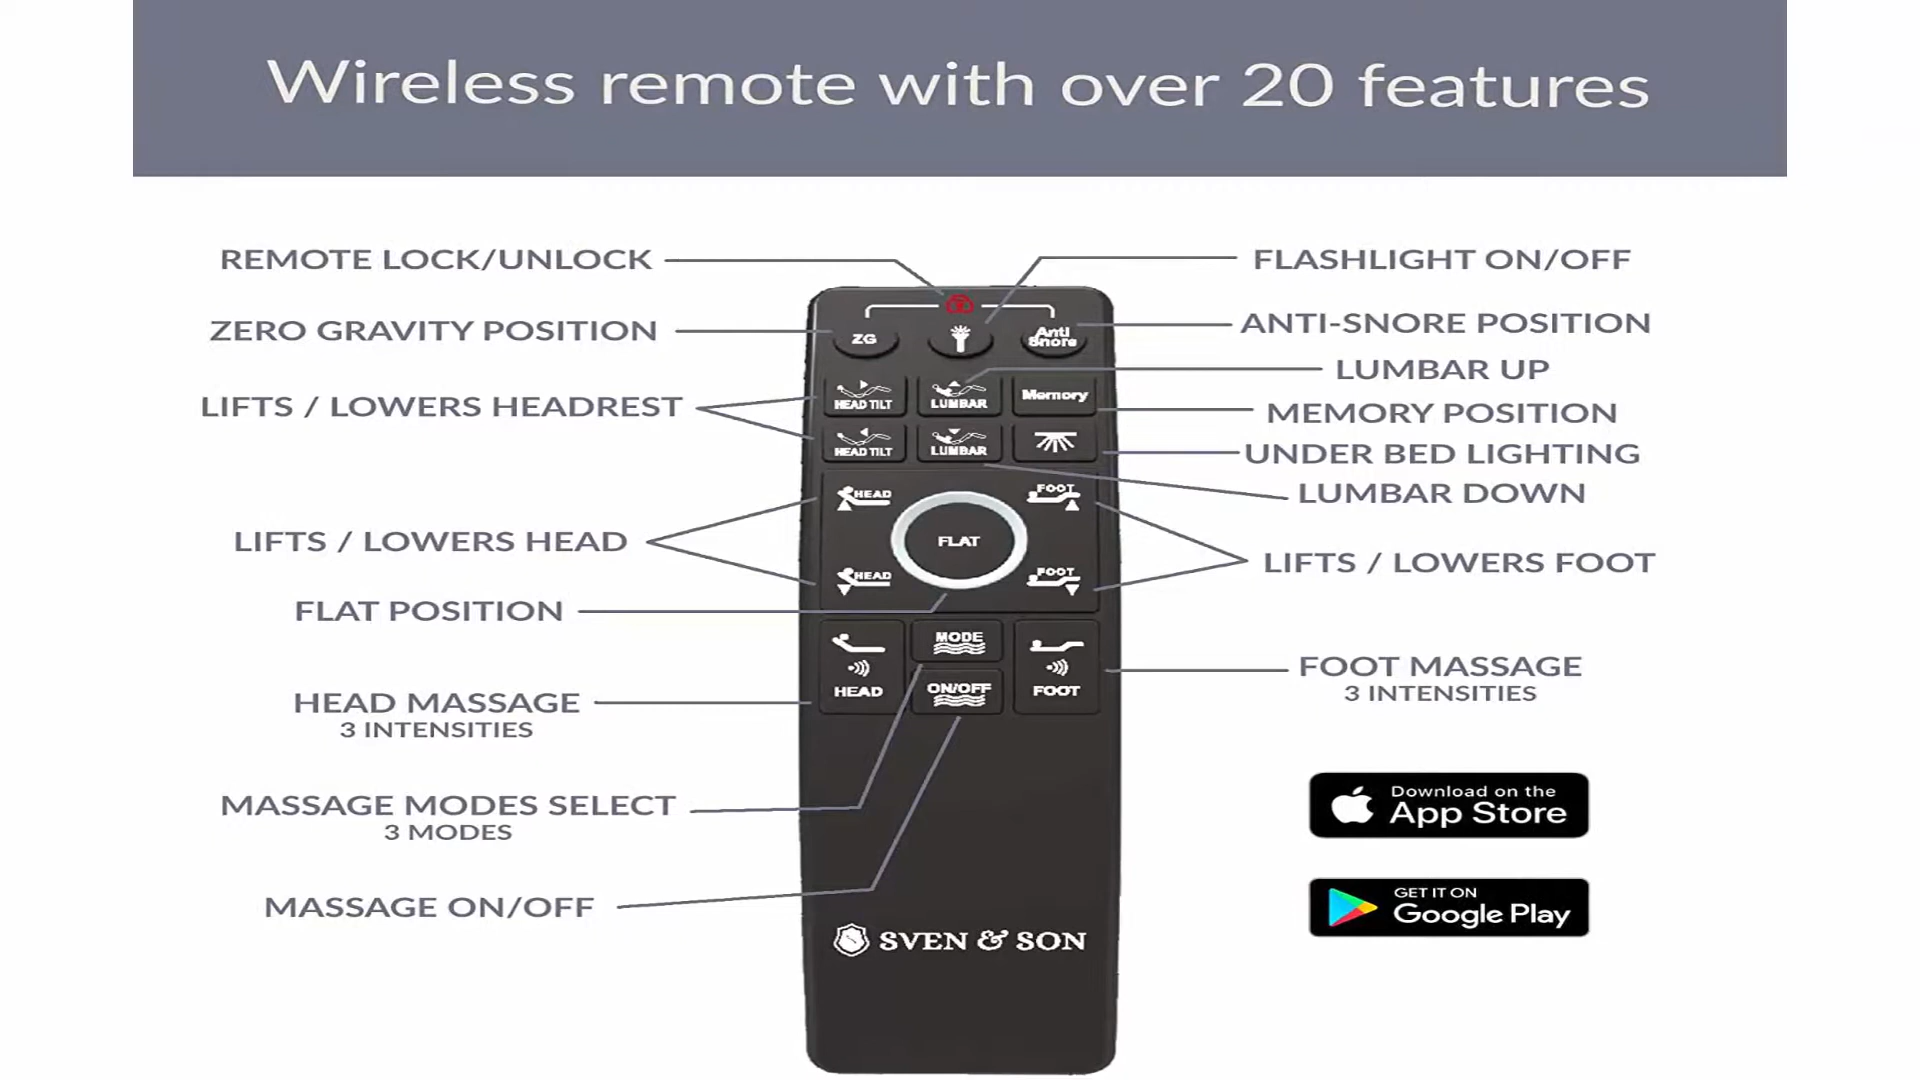 Wireless remote with over 20 features
REMOTE LOCK/UNLOCK
ZERO GRAVITY POSITION
LIFTS / LOWERS HEADREST
LIFTS / LOWERS HEAD
FLAT POSITION
HEAD MASSAGE
3 INTENSITIES
MASSAGE MODES SELECT
3 MODES
MASSAGE ON/OFF
ZG
Anti
Snore
HEAD TILT
LUMBAR
Memory
HEAD TILT
LUMBAR
HEAD
FOOT
FLAT
HEAD
FOOT
MODE
HEAD
ON/OFF
FOOT
SVEN & SON
FLASHLIGHT ON/OFF
ANTI-SNORE POSITION
LUMBAR UP
MEMORY POSITION
UNDER BED LIGHTING
LUMBAR DOWN
LIFTS / LOWERS FOOT
FOOT MASSAGE
3 INTENSITIES
Download on the
App Store
GET IT ON
Google Play